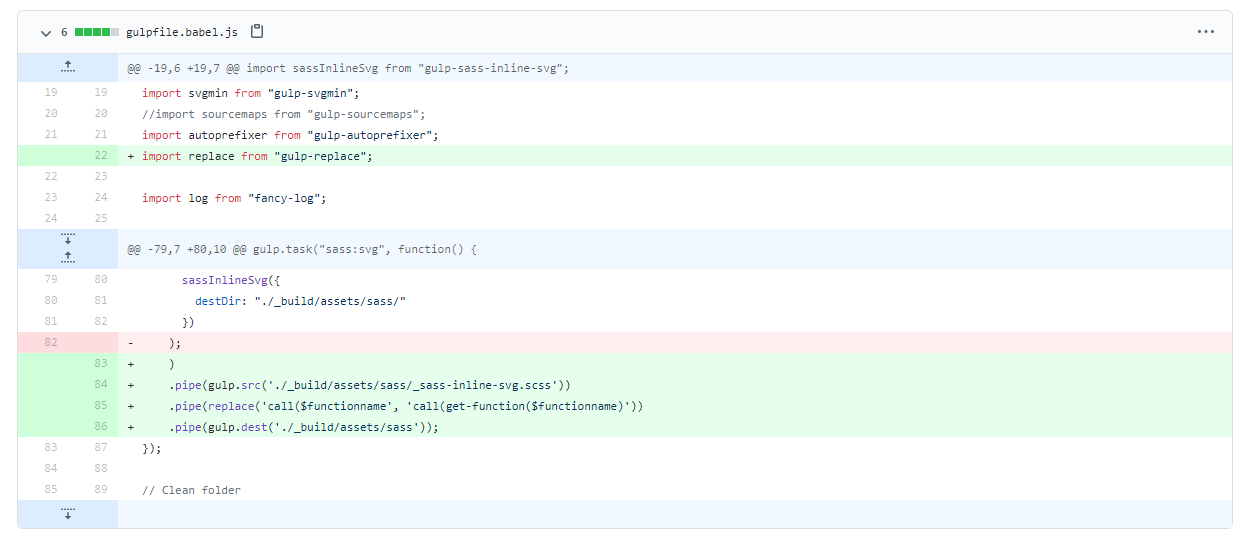 6 gulpfile.babel.js
@@ -19,6 +19,7 @@ import sassInlineSvg from "gulp-sass-inline-svg";
19 19 import svgmin from "gulp-svgmin";
20 20 //import sourcemaps from "gulp-sourcemaps";
21 21 import autoprefixer from "gulp-autoprefixer";
22 + import replace from "gulp-replace";
22 23
23 24 import log from "fancy-log";
24 25
@@ -79,7 +80,10 @@ gulp.task("sass:svg", function() {
79 80 sassInlineSvg({
80 81 destDir: "./_build/assets/sass/"
81 82 })
82 - );
83 + )
84 + .pipe(gulp.src('./_build/assets/sass/_sass-inline-svg.scss'))
85 + .pipe(replace('call($functionname', 'call(get-function($functionname)'))
86 + .pipe(gulp.dest('./_build/assets/sass'));
83 87 });
84 88
85 89 // Clean folder